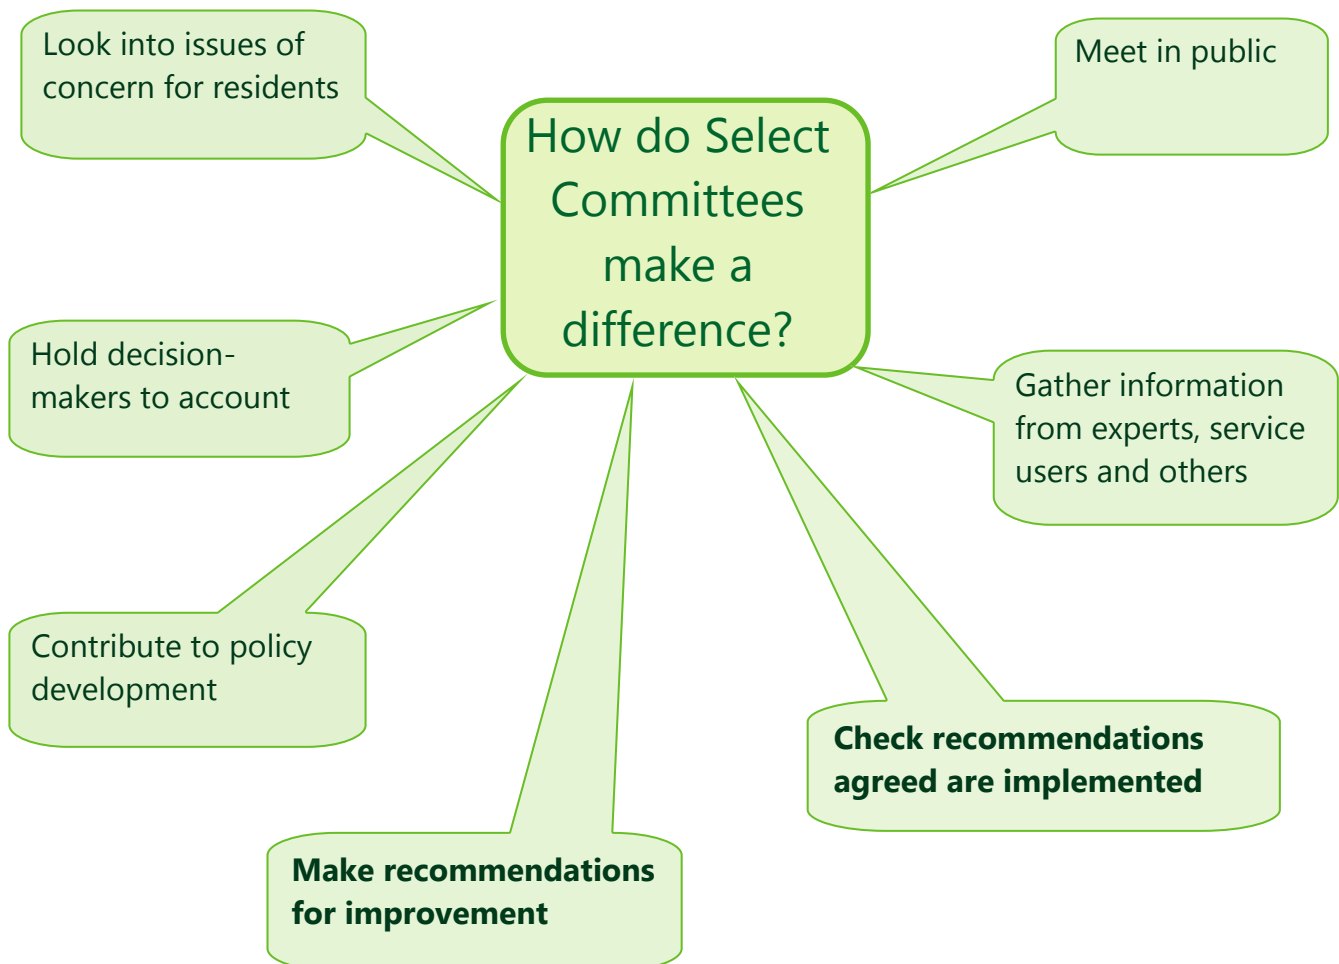 Look into issues of
concern for residents
Meet in public
How do Select
Committees
make a
difference?
Hold decision-
makers to account
Gather information
from experts, service
users and others
Contribute to policy
development
Check recommendations
agreed are implemented
Make recommendations
for improvement